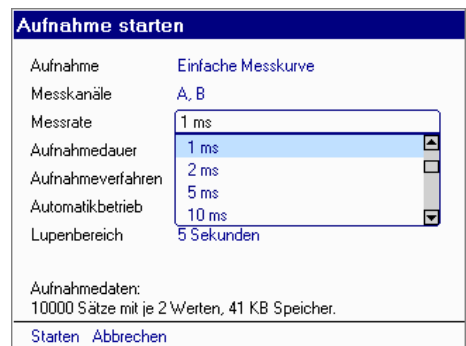 Aufnahme starten
Aufnahme Einfache Messkurve
Messkanäle A, B
Messrate 1 ms
Aufnahmedauer 1 ms
Aufnahmeverfahren 2 ms
5 ms
Automatikbetrieb 10 ms
Lupenbereich 5 Sekunden
Aufnahmedaten:
10000 Sätze mit je 2 Werten, 41 KB Speicher.
Starten Abbrechen